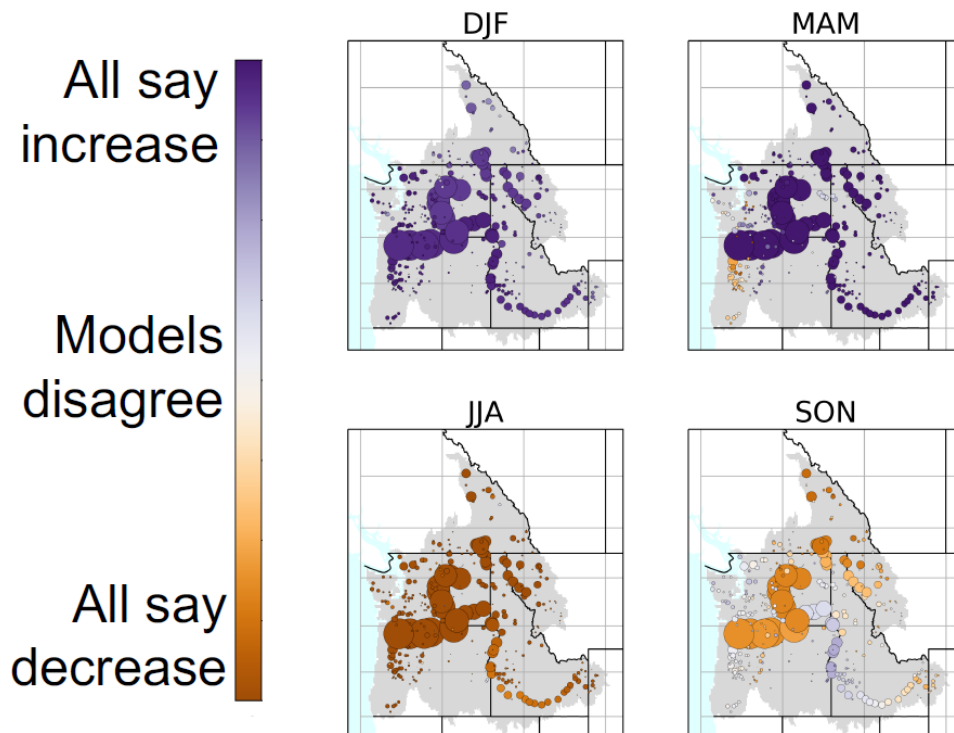 DJF
MAM
All say
increase
Models
disagree
All say
decrease
JJA
SON